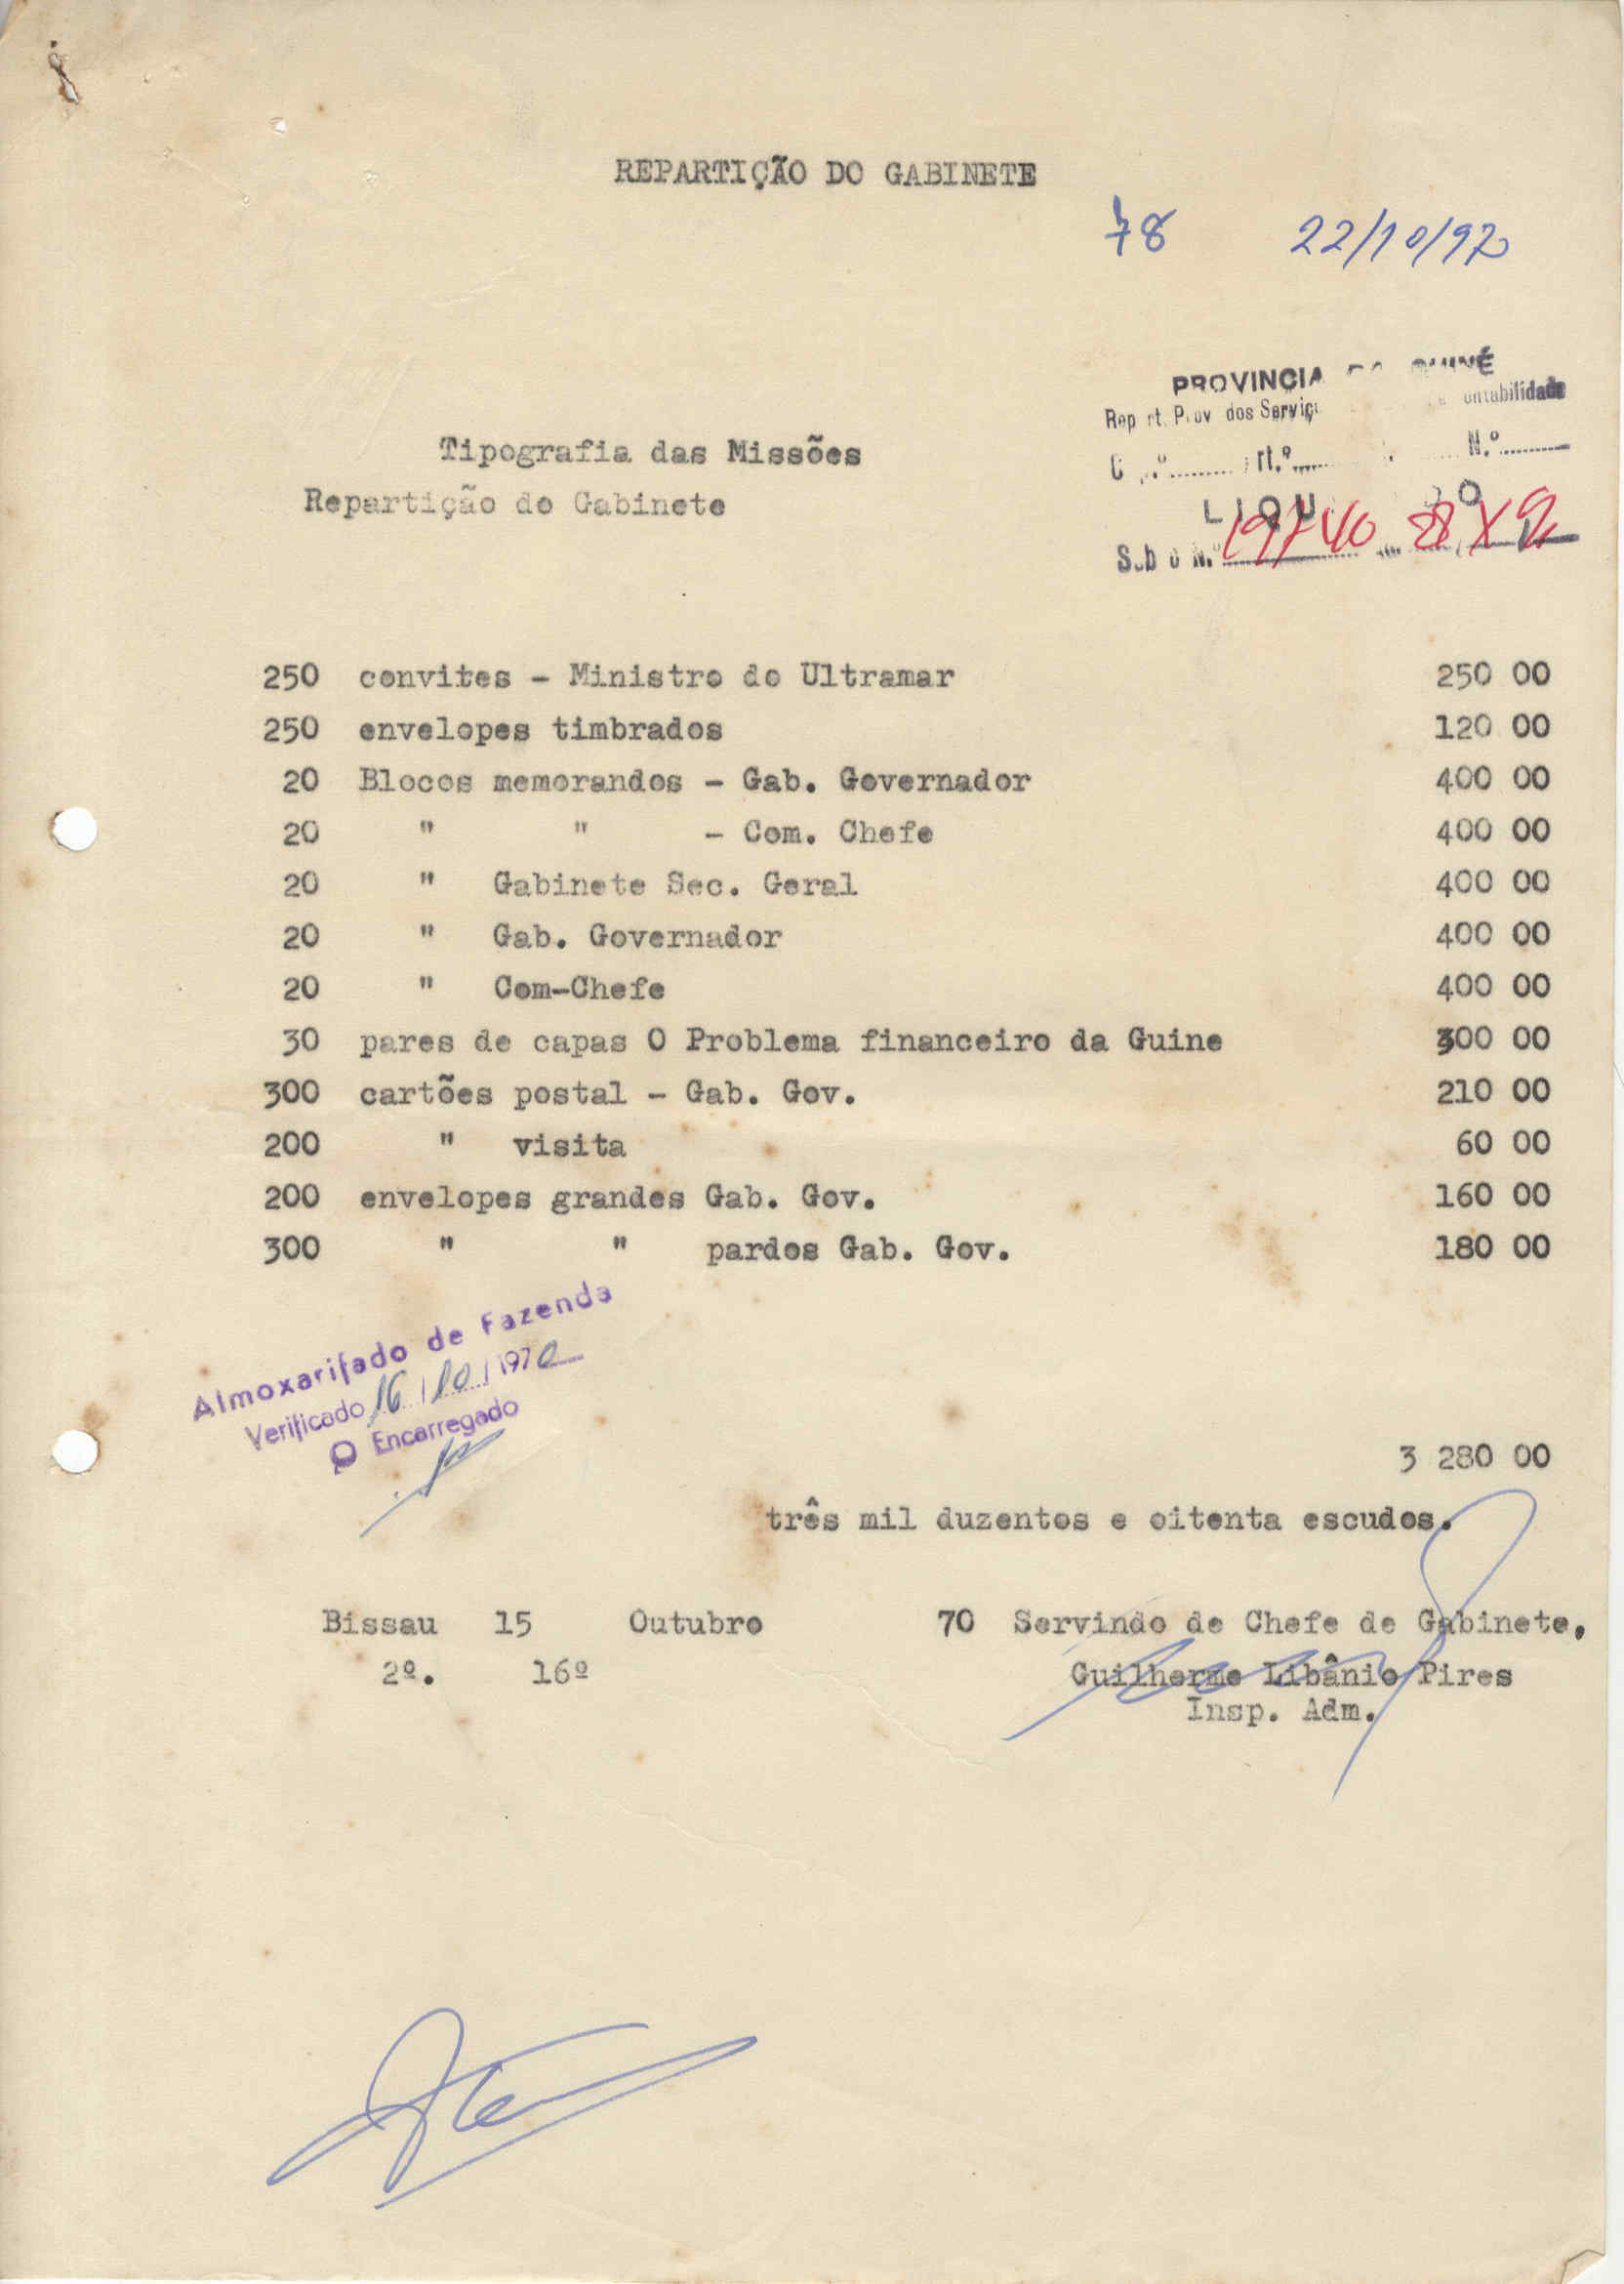 REPARTIÇÃO DO GABINETE
78 22/10/970
PROVINCIA
dos
N.º
Tipografia das Missões
Repartição do Gabinete
N.º 19740
250 convites - Ministro do Ultramar 250 00
250 envelopes timbrados 120 00
20 Blocos memorandos - Gab. Governador 400 00
20 " " - Com. Chefe 400 00
20 " Gabinete Sec. Geral 400 00
20 " Gab. Governador 400 00
20 " Com-Chefe 400 00
30 pares de capas O Problema financeiro da Guine 300 00
300 cartões postal - Gab. Gov. 210 00
200 " visita 60 00
200 envelopes grandes Gab. Gov. 160 00
300 " " pardos Gab. Gov. 180 00
Almoxarifado de Fazenda
Verificado 16/10/1970
O Encarregado
3 280 00
três mil duzentos e oitenta escudos.
Bissau 15 Outubro 70 Servindo de Chefe de Gabinete,
2º. 16º Guilherme Libânio Pires
Insp. Adm.